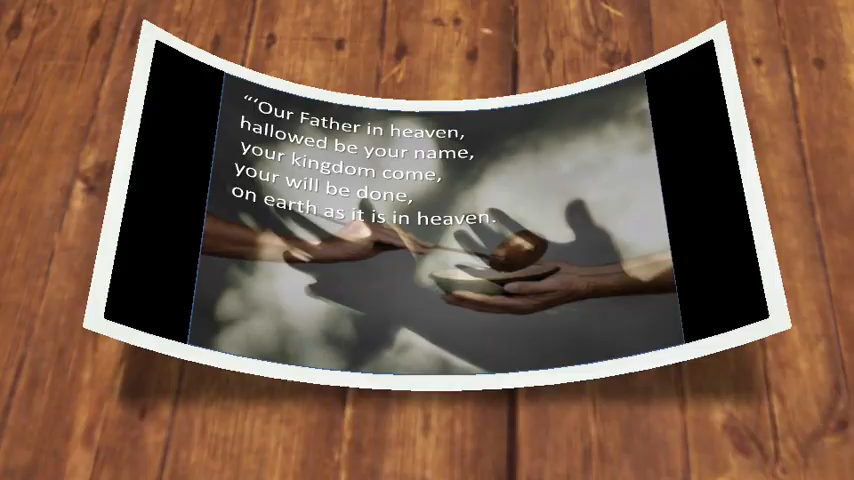 “‘Our Father in heaven,
hallowed be your name,
your kingdom come,
your will be done,
on earth as it is in heaven.